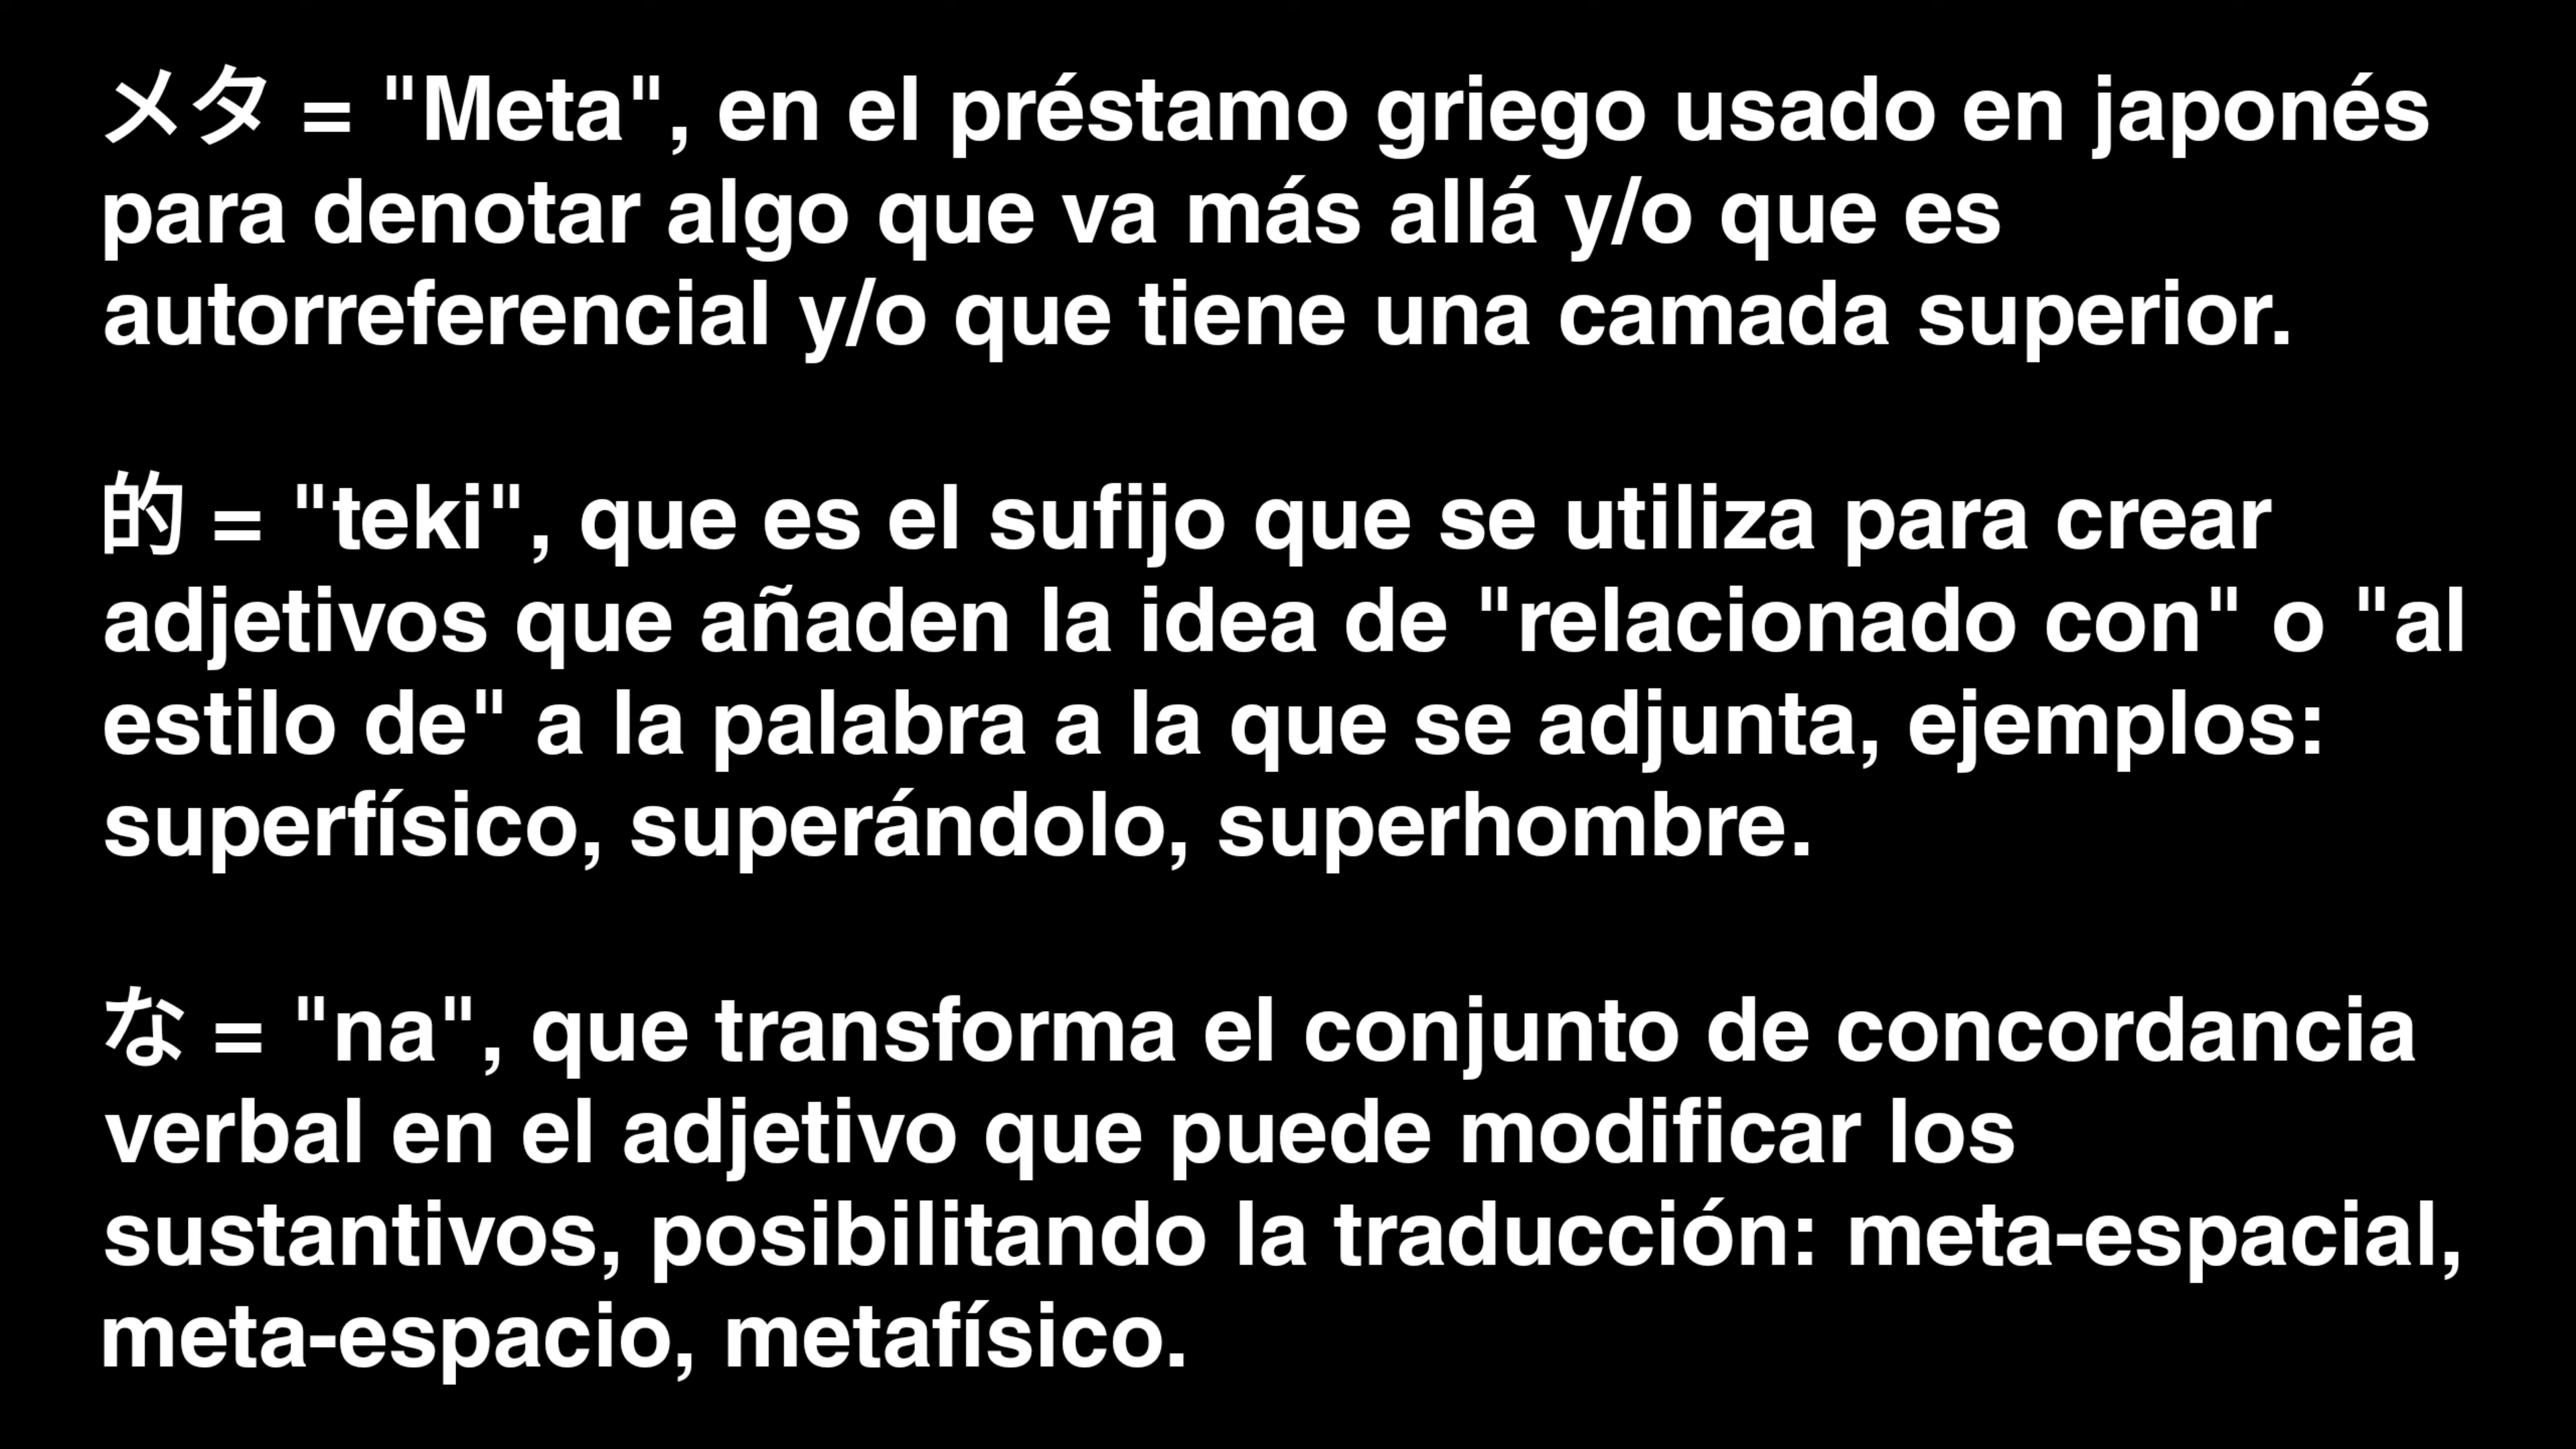 メタ = "Meta", en el préstamo griego usado en japonés
para denotar algo que va más allá y/o que es
autorreferencial y/o que tiene una camada superior.
的 = "teki", que es el sufijo que se utiliza para crear
adjetivos que añaden la idea de "relacionado con" o "al
estilo de" a la palabra a la que se adjunta, ejemplos:
superfísico, superándolo, superhombre.
な = "na", que transforma el conjunto de concordancia
verbal en el adjetivo que puede modificar los
sustantivos, posibilitando la traducción: meta-espacial,
meta-espacio, metafísico.